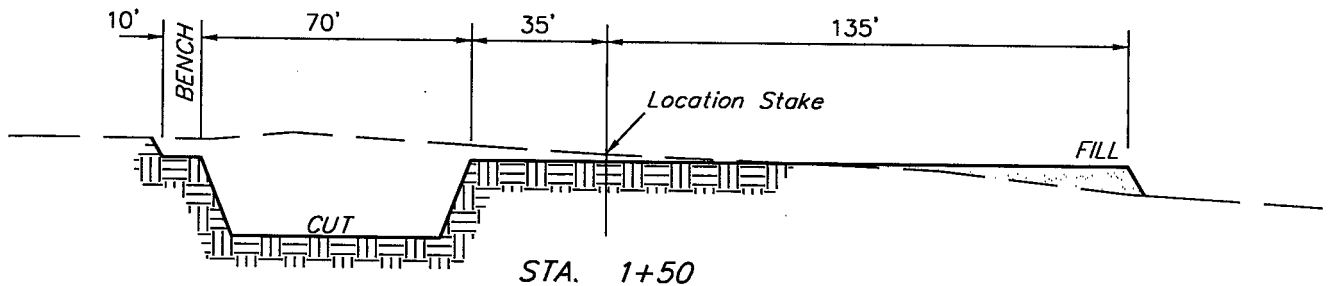 10' 70' 35' 135'
BENCH
Location Stake
FILL
CUT
STA. 1+50